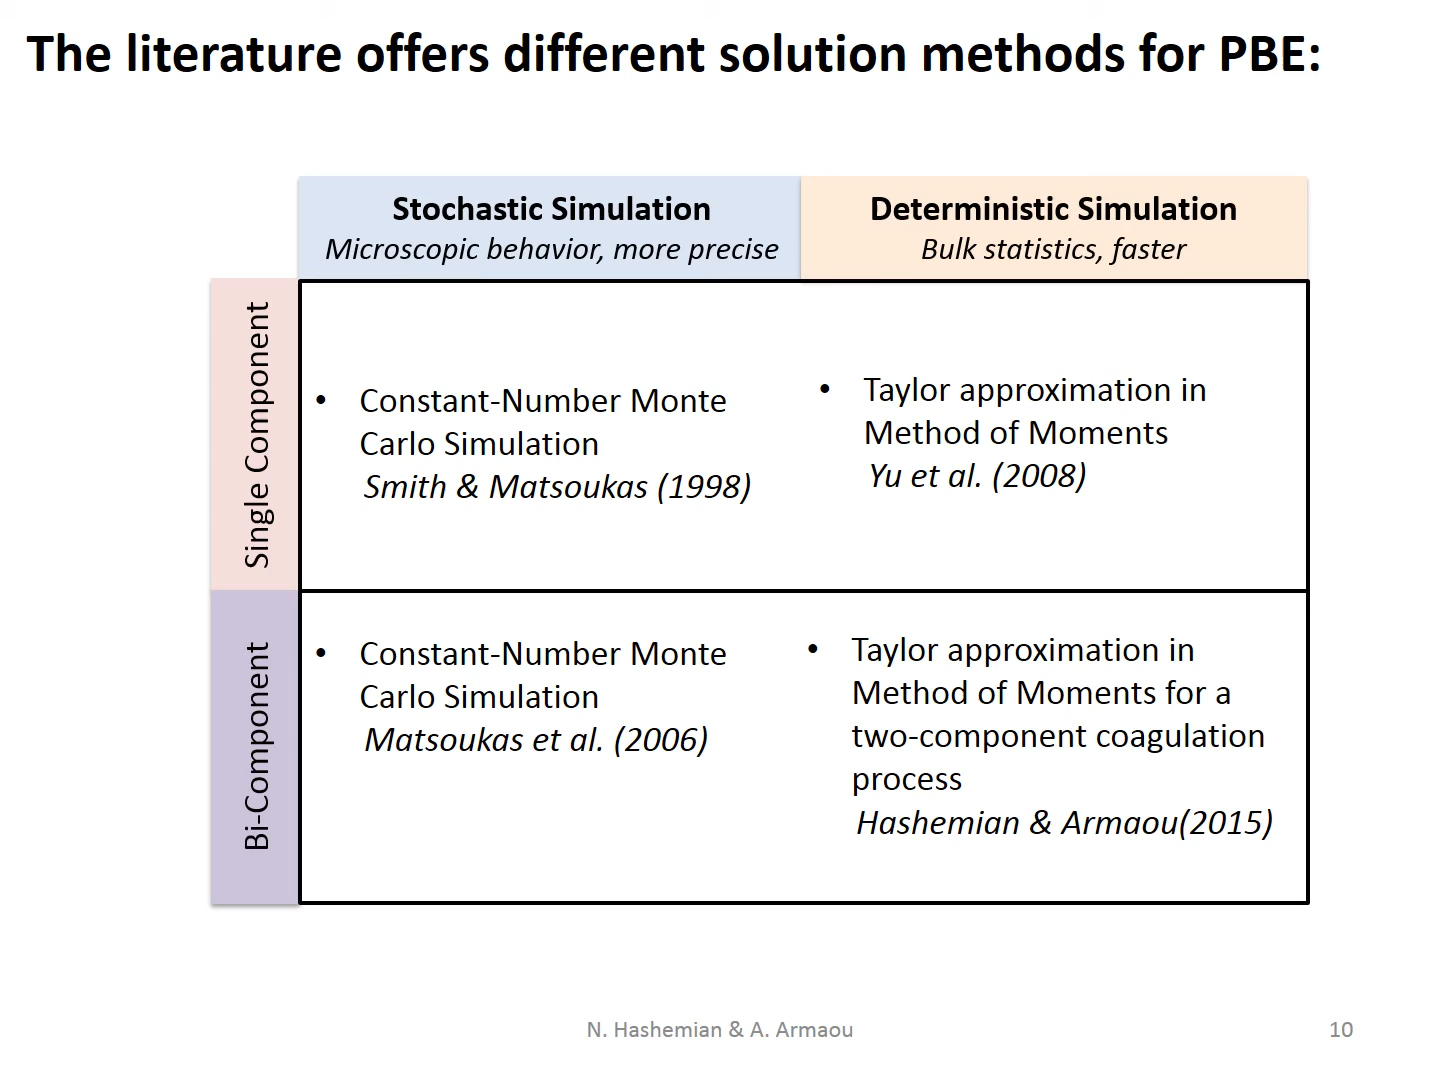 The literature offers different solution methods for PBE:
Stochastic Simulation
Microscopic behavior, more precise
Deterministic Simulation
Bulk statistics, faster
Single Component
• Constant-Number Monte
Carlo Simulation
Smith & Matsoukas (1998)
• Taylor approximation in
Method of Moments
Yu et al. (2008)
Bi-Component
• Constant-Number Monte
Carlo Simulation
Matsoukas et al. (2006)
• Taylor approximation in
Method of Moments for a
two-component coagulation
process
Hashemian & Armaou(2015)
N. Hashemian & A. Armaou
10